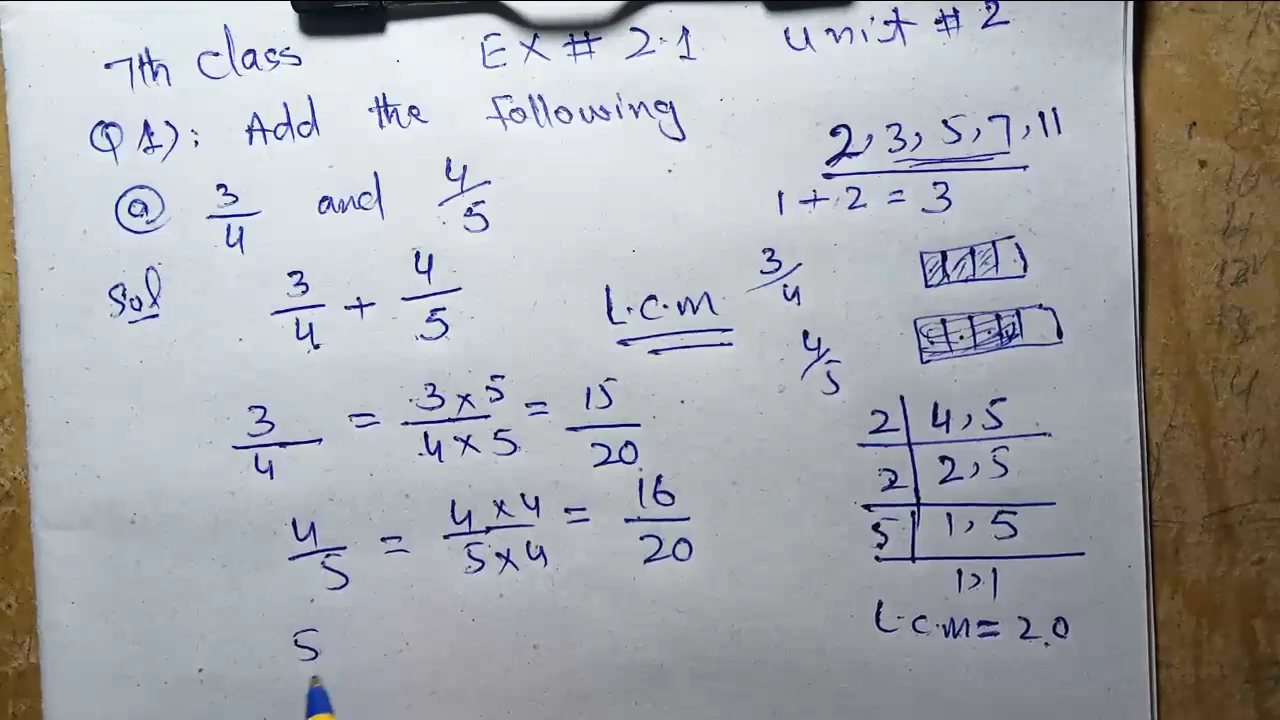 7th class EX # 2.1 Unit # 2
Q1): Add the following
2, 3, 5, 7, 11
1 + 2 = 3
(a) 3/4 and 4/5
Sol 3/4 + 4/5
L.C.M
3/4
4/5
3/4 = 3×5/4×5 = 15/20
4/5 = 4×4/5×4 = 16/20
5
2 | 4, 5
2 | 2, 5
5 | 1, 5
1, 1
L.C.M = 20